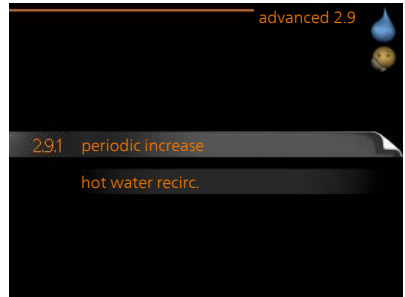 advanced 2.9
2.9.1 periodic increase
hot water recirc.